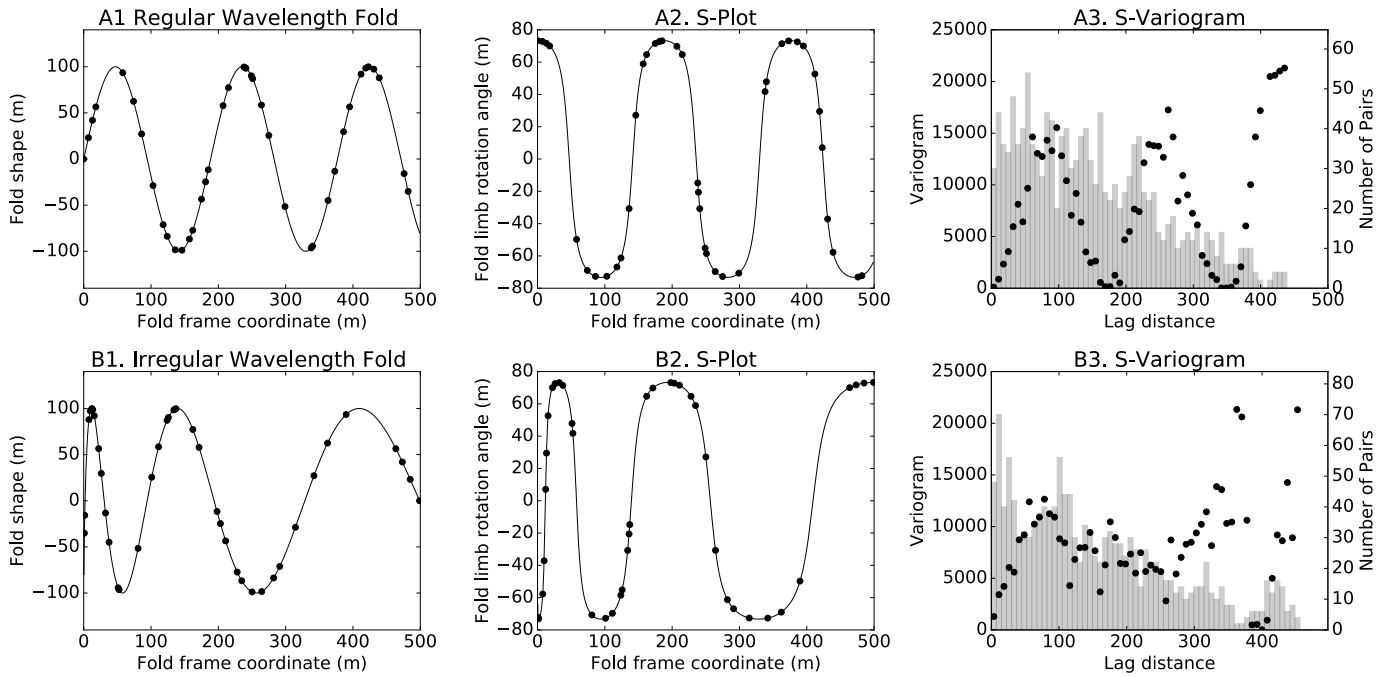 A1 Regular Wavelength Fold
Fold shape (m)
100
50
0
−50
−100
0 100 200 300 400 500
Fold frame coordinate (m)
A2. S-Plot
Fold limb rotation angle (m)
80
60
40
20
0
−20
−40
−60
−80
0 100 200 300 400 500
Fold frame coordinate (m)
A3. S-Variogram
Variogram
25000
20000
15000
10000
5000
0
0 100 200 300 400 500
Lag distance
60
50
40
30
20
10
0
Number of Pairs
B1. Irregular Wavelength Fold
Fold shape (m)
100
50
0
−50
−100
0 100 200 300 400 500
Fold frame coordinate (m)
B2. S-Plot
Fold limb rotation angle (m)
80
60
40
20
0
−20
−40
−60
−80
0 100 200 300 400 500
Fold frame coordinate (m)
B3. S-Variogram
Variogram
25000
20000
15000
10000
5000
0
0 100 200 300 400
Lag distance
80
70
60
50
40
30
20
10
0
Number of Pairs